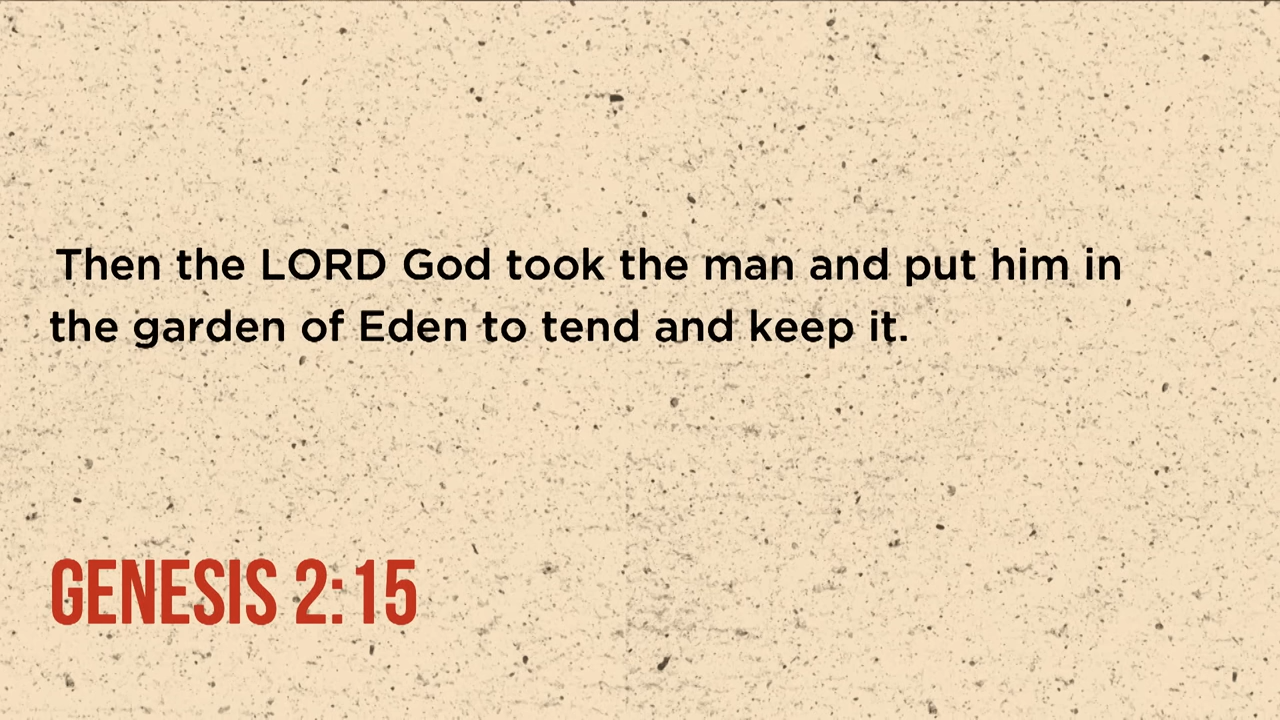 Then the LORD God took the man and put him in
the garden of Eden to tend and keep it.
GENESIS 2:15